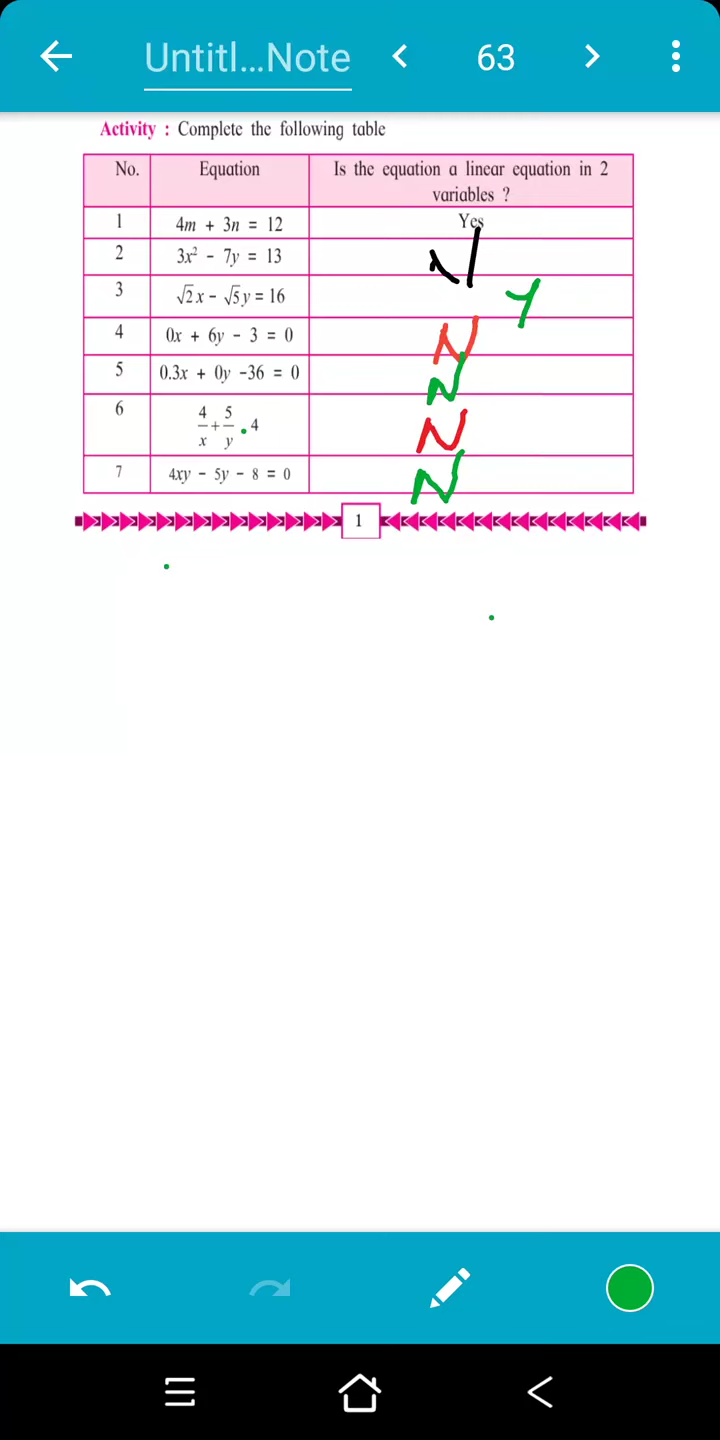 Untitl...Note < 63 >
Activity : Complete the following table
No. Equation Is the equation a linear equation in 2
variables ?
1 4m + 3n = 12 Yes
2 3x² - 7y = 13 N
3 √2x - √5y = 16 Y
4 0x + 6y - 3 = 0 N
5 0.3x + 0y -36 = 0 N
6 4/x + 5/y . 4 N
7 4xy - 5y - 8 = 0 N
1